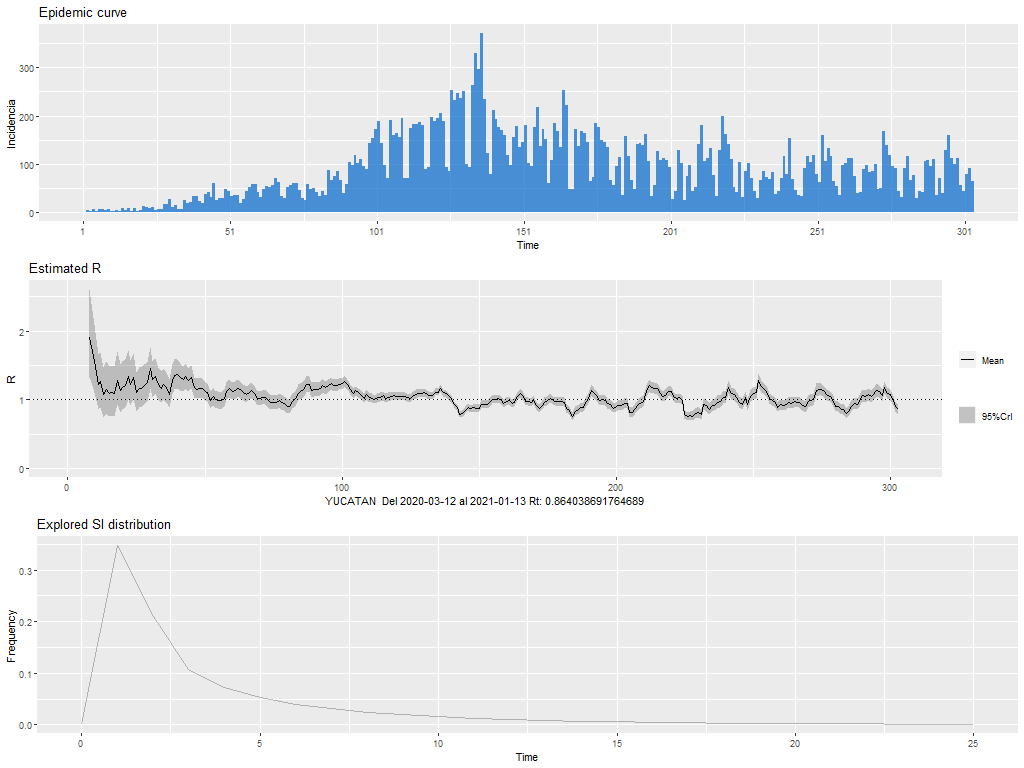 Epidemic curve
Incidencia
300
200
100
0
1
51
101
151
201
251
301
Time
Estimated R
R
2
1
0
0
100
200
300
Mean
95%CrI
YUCATAN Del 2020-03-12 al 2021-01-13 Rt: 0.864038691764689
Explored SI distribution
Frequency
0.3
0.2
0.1
0.0
0
5
10
15
20
25
Time